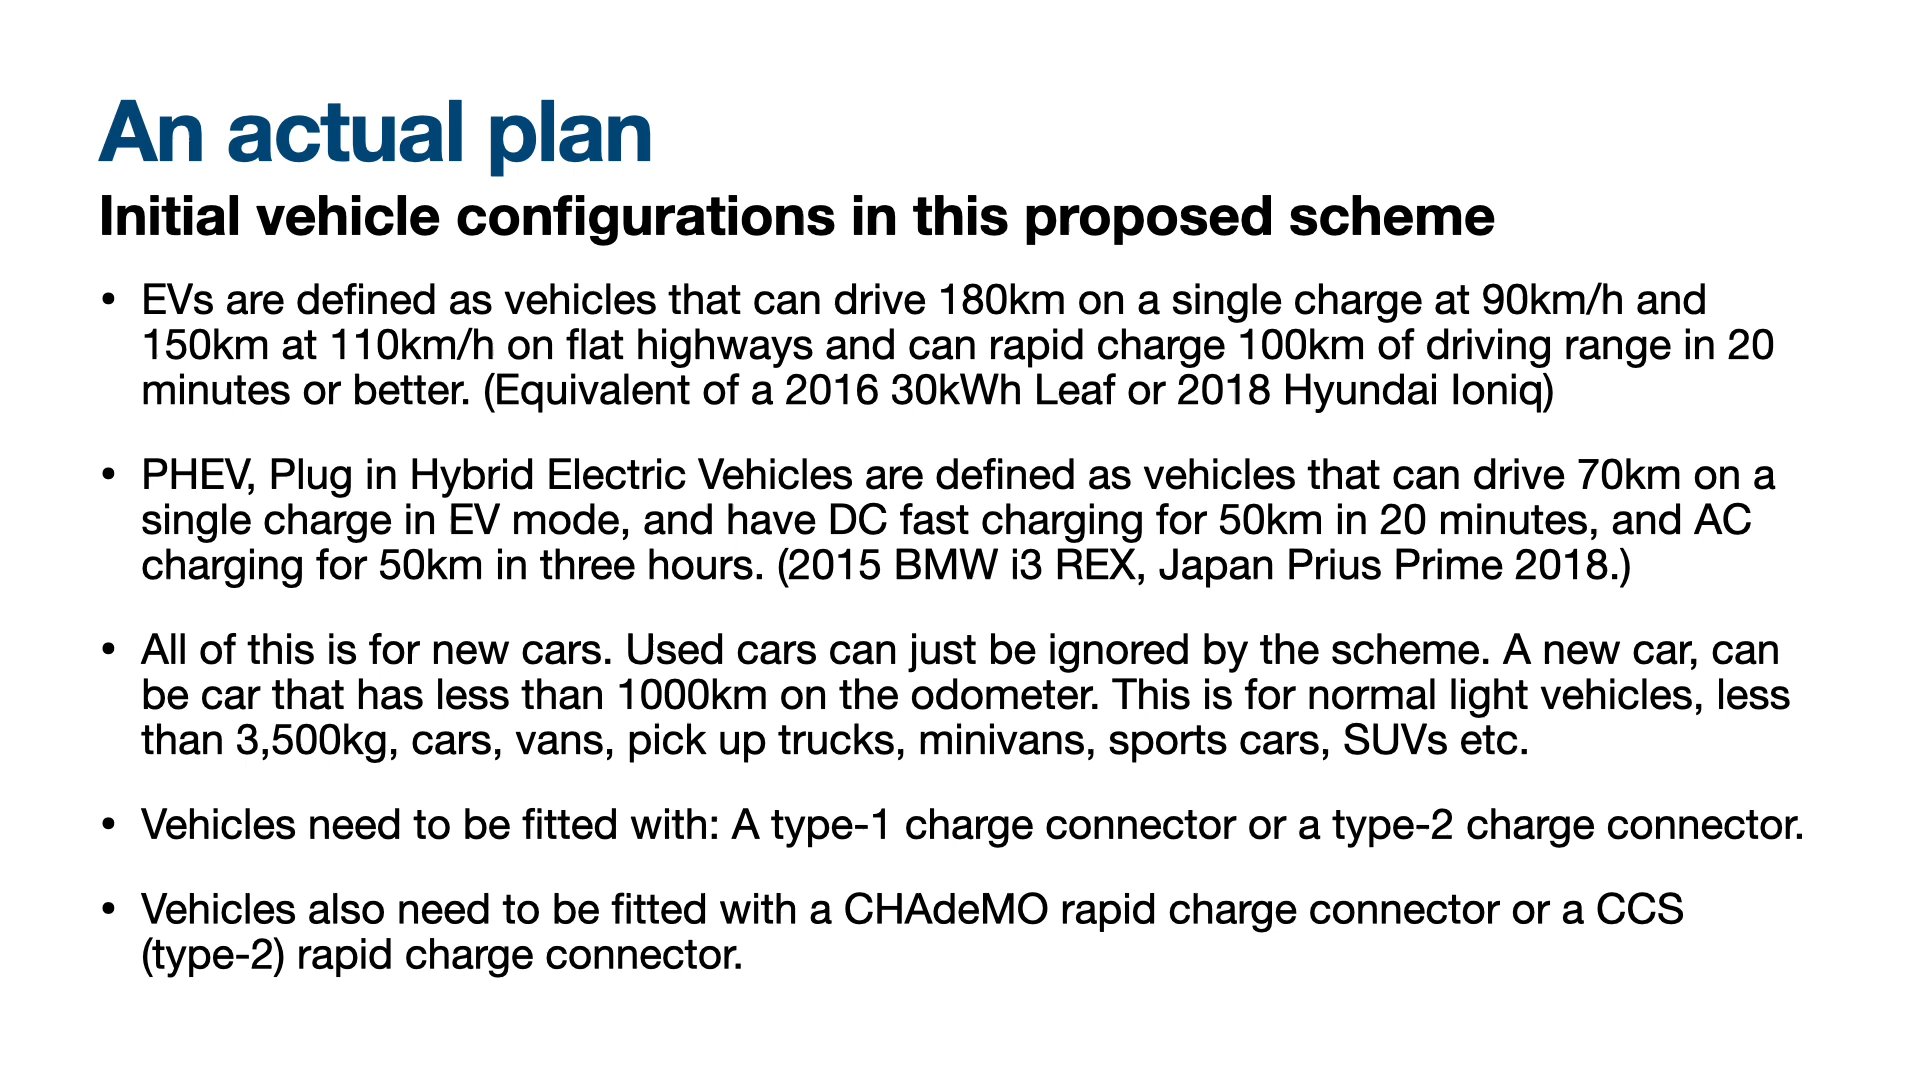 An actual plan
Initial vehicle configurations in this proposed scheme
• EVs are defined as vehicles that can drive 180km on a single charge at 90km/h and
150km at 110km/h on flat highways and can rapid charge 100km of driving range in 20
minutes or better. (Equivalent of a 2016 30kWh Leaf or 2018 Hyundai Ioniq)
• PHEV, Plug in Hybrid Electric Vehicles are defined as vehicles that can drive 70km on a
single charge in EV mode, and have DC fast charging for 50km in 20 minutes, and AC
charging for 50km in three hours. (2015 BMW i3 REX, Japan Prius Prime 2018.)
• All of this is for new cars. Used cars can just be ignored by the scheme. A new car, can
be car that has less than 1000km on the odometer. This is for normal light vehicles, less
than 3,500kg, cars, vans, pick up trucks, minivans, sports cars, SUVs etc.
• Vehicles need to be fitted with: A type-1 charge connector or a type-2 charge connector.
• Vehicles also need to be fitted with a CHAdeMO rapid charge connector or a CCS
(type-2) rapid charge connector.